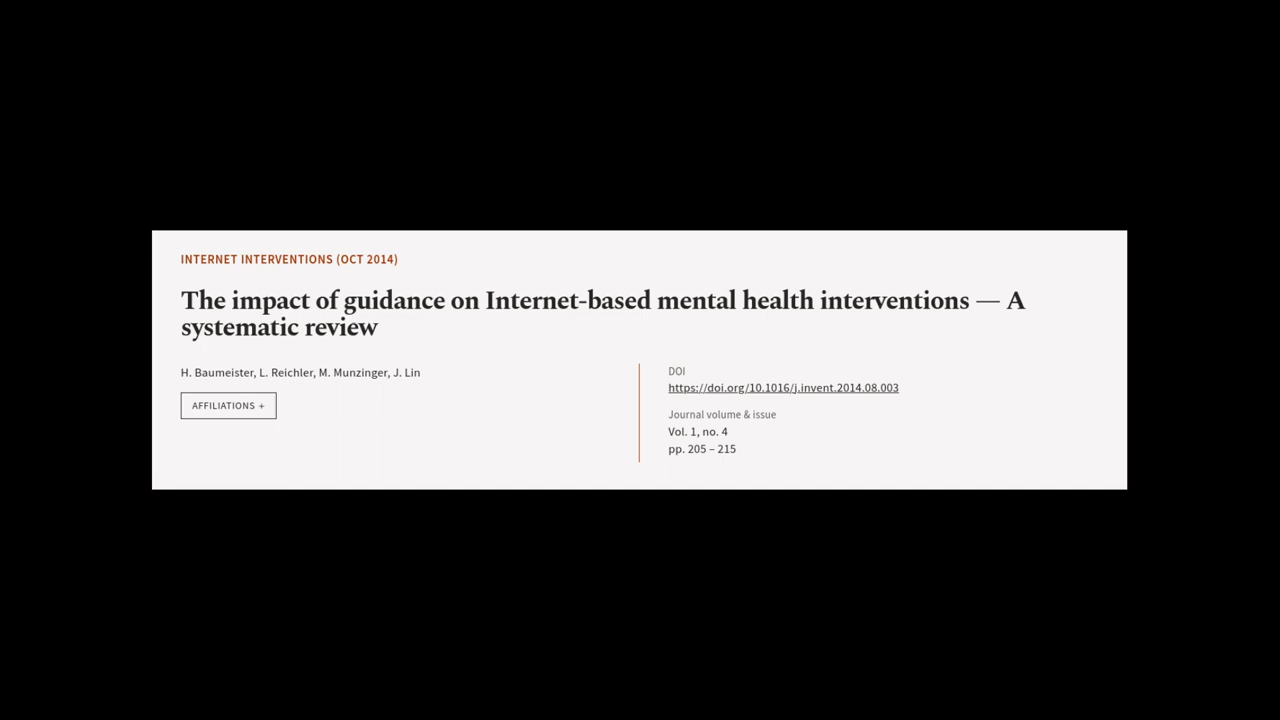 INTERNET INTERVENTIONS (OCT 2014)
The impact of guidance on Internet-based mental health interventions — A
systematic review
H. Baumeister, L. Reichler, M. Munzinger, J. Lin
AFFILIATIONS +
DOI
https://doi.org/10.1016/j.invent.2014.08.003
Journal volume & issue
Vol. 1, no. 4
pp. 205 – 215